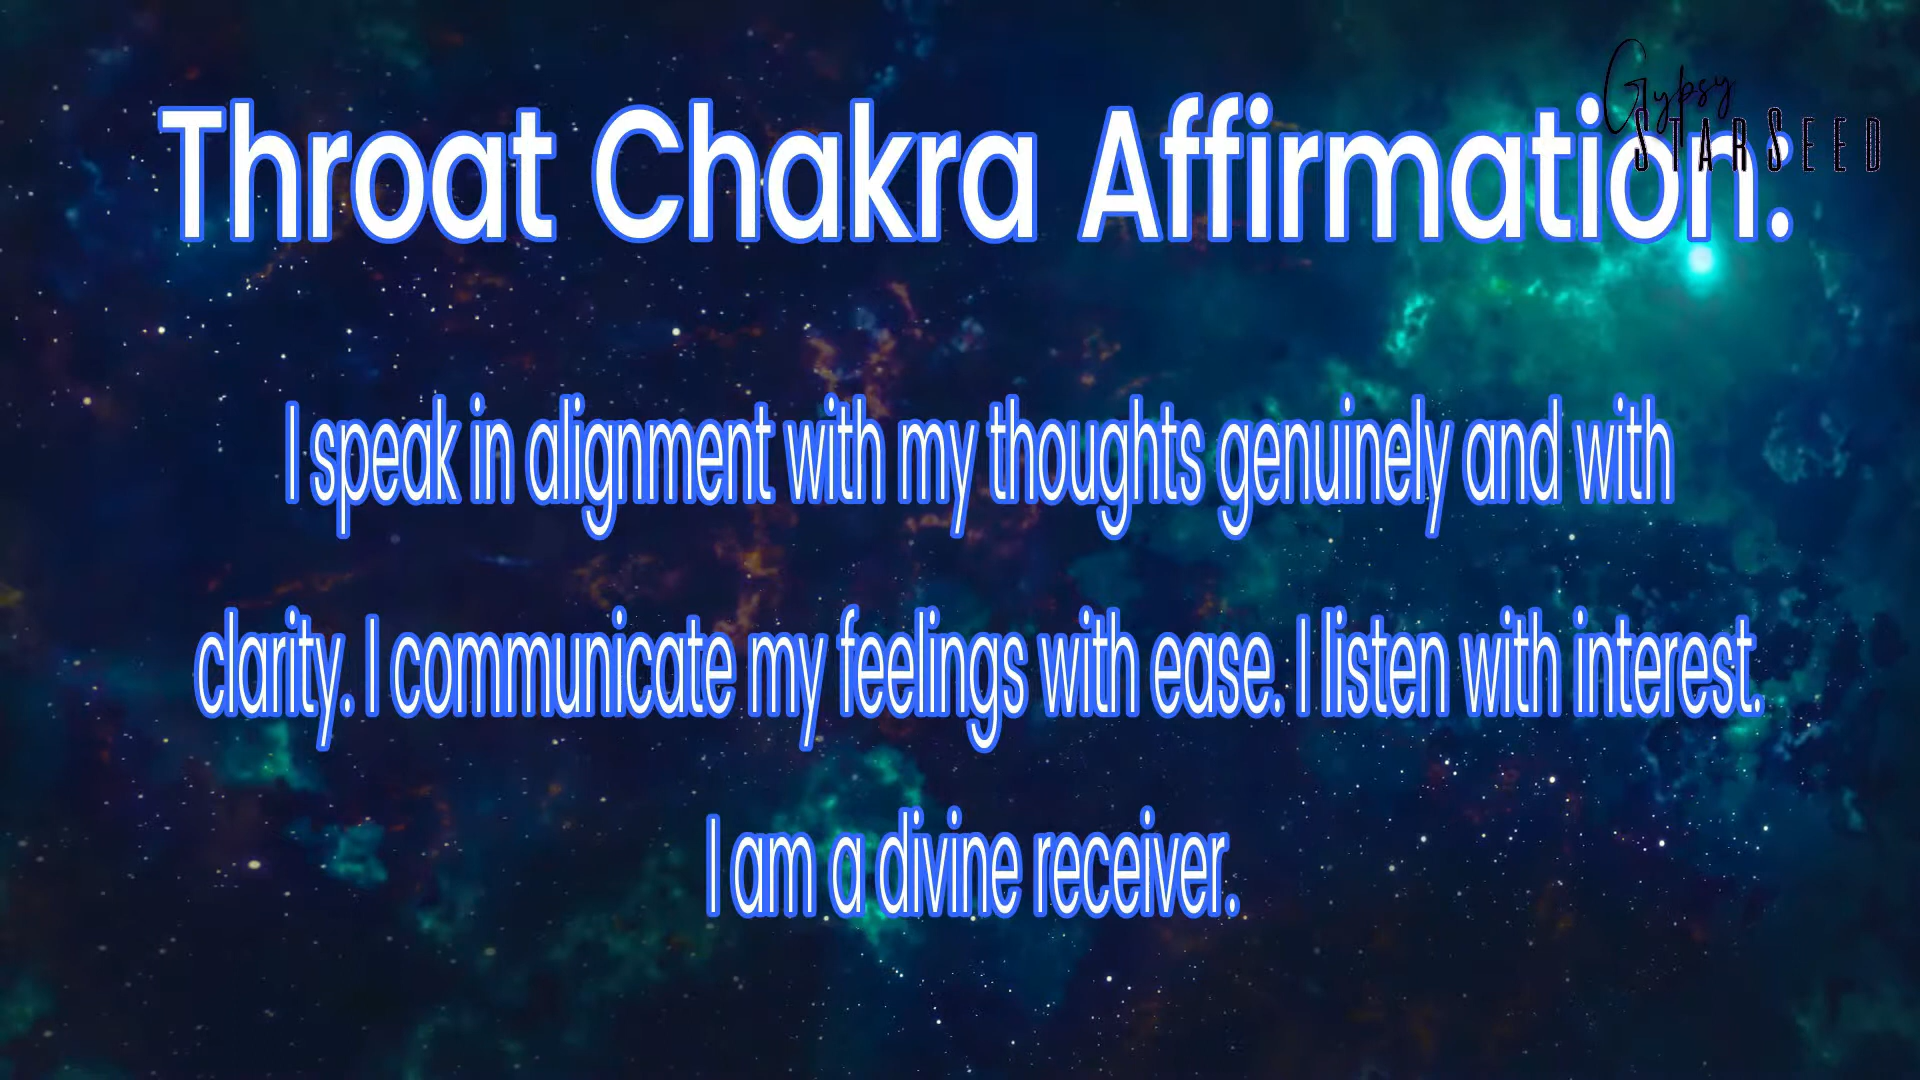 Gypsy
STARSEED
Throat Chakra Affirmation:
I speak in alignment with my thoughts genuinely and with
clarity. I communicate my feelings with ease. I listen with interest.
I am a divine receiver.